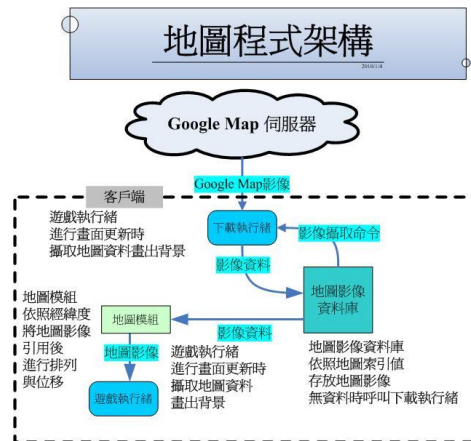 地圖程式架構
2010/1/8
Google Map 伺服器
Google Map影像
客戶端
遊戲執行緒
進行畫面更新時
攝取地圖資料畫出背景
下載執行緒
影像攝取命令
影像資料
地圖影像
資料庫
地圖模組
依照經緯度
將地圖影像
引用後
進行排列
與位移
地圖模組
影像資料
地圖影像
遊戲執行緒
進行畫面更新時
攝取地圖資料
畫出背景
遊戲執行緒
地圖影像資料庫
依照地圖索引值
存放地圖影像
無資料時呼叫下載執行緒